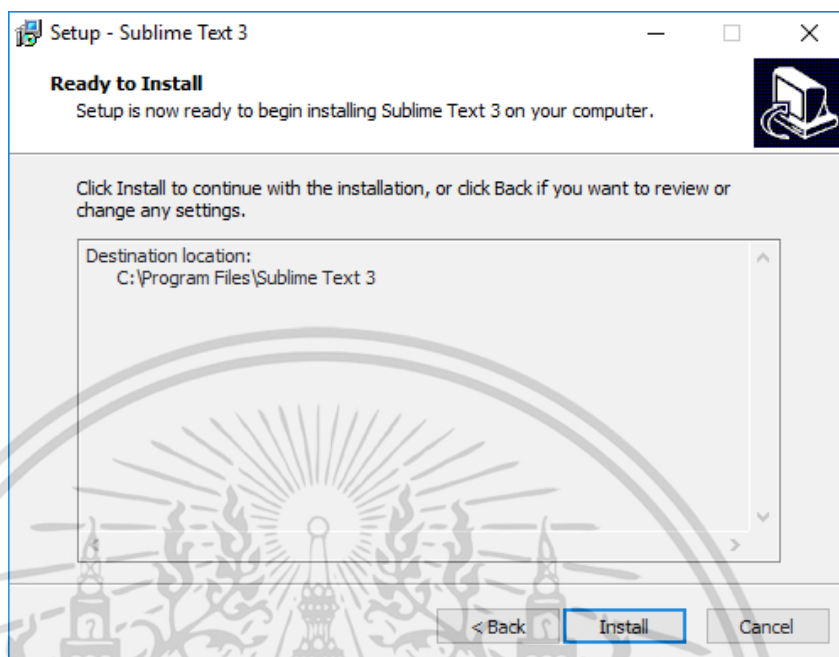 Setup - Sublime Text 3
Ready to Install
Setup is now ready to begin installing Sublime Text 3 on your computer.
Click Install to continue with the installation, or click Back if you want to review or
change any settings.
Destination location:
C:\Program Files\Sublime Text 3
< Back
Install
Cancel